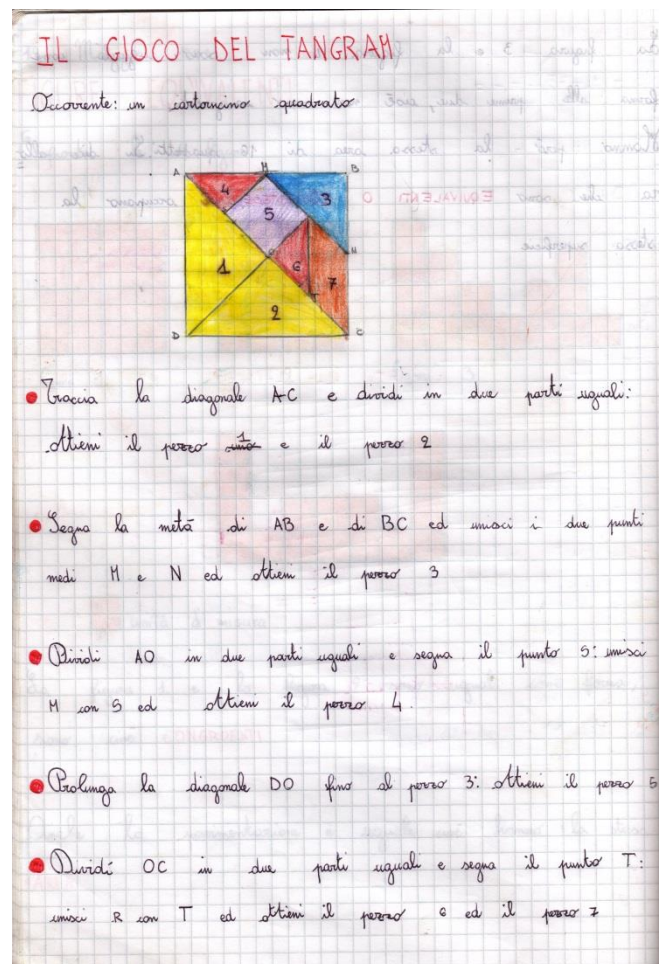 IL GIOCO DEL TANGRAM
Occorrente: un cartoncino quadrato
A M B
4
3
5
N
1
O 6
7
T
2
D C
Traccia la diagonale AC e dividi in due parti uguali:
ottieni il pezzo 1 e il pezzo 2
Segna la metà di AB e di BC ed unisci i due punti
medi M e N ed ottieni il pezzo 3
Dividi AO in due parti uguali e segna il punto S: unisci
M con S ed ottieni il pezzo 4.
Prolunga la diagonale DO fino al pezzo 3: ottieni il pezzo 5
Dividi OC in due parti uguali e segna il punto T:
unisci R con T ed ottieni il pezzo 6 ed il pezzo 7